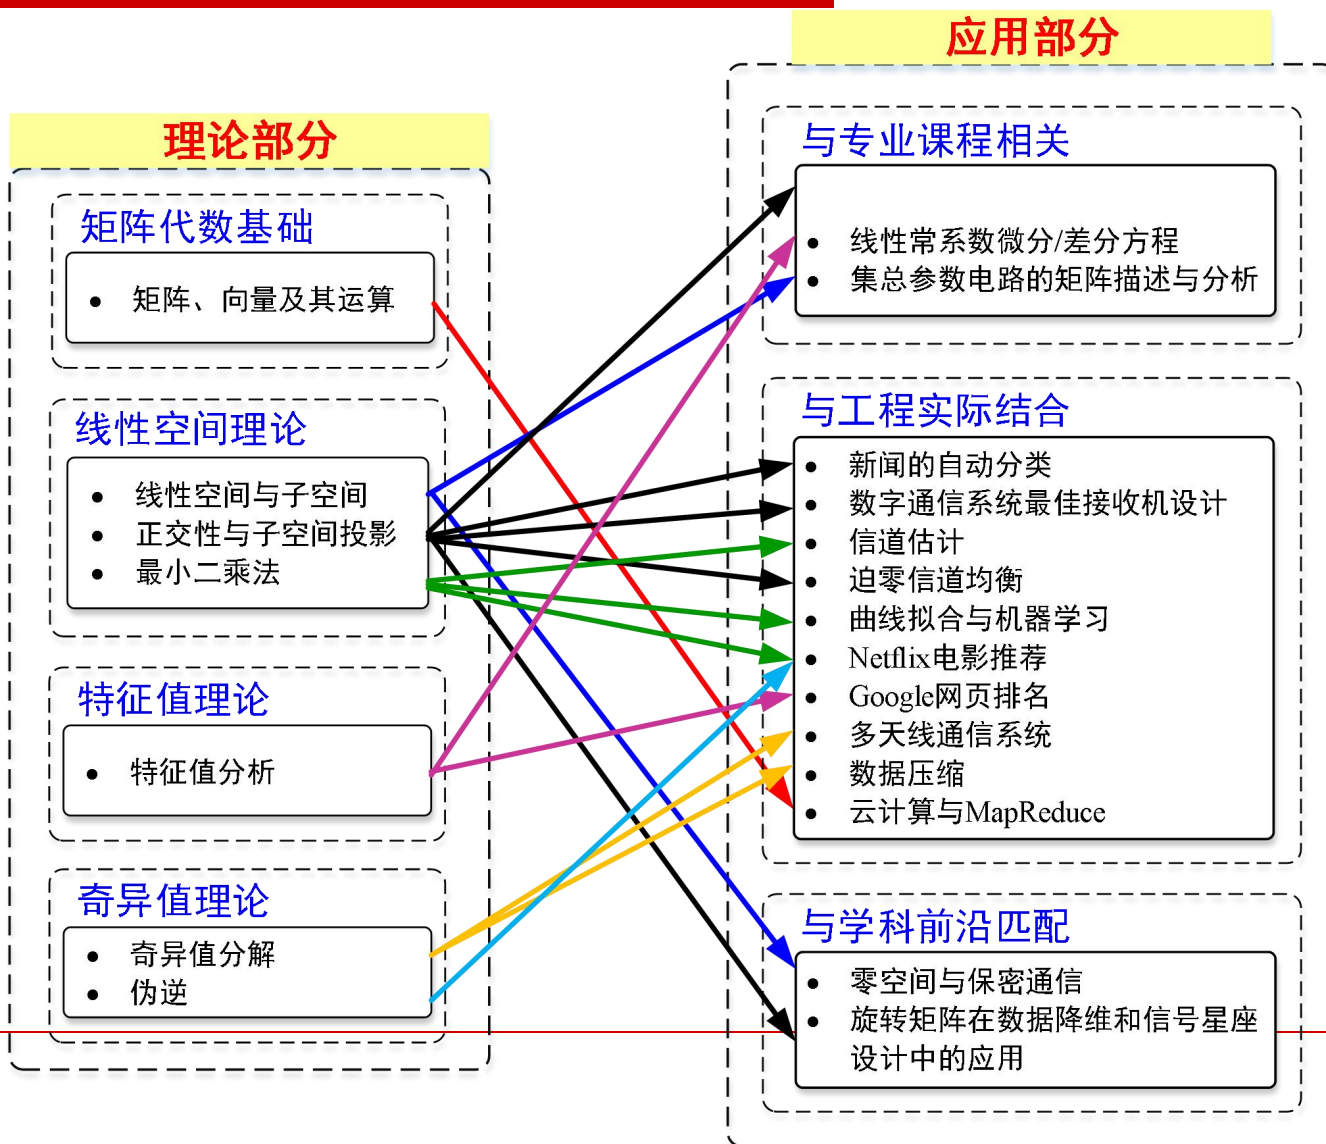 应用部分
理论部分
矩阵代数基础
• 矩阵、向量及其运算
线性空间理论
• 线性空间与子空间
• 正交性与子空间投影
• 最小二乘法
特征值理论
• 特征值分析
奇异值理论
• 奇异值分解
• 伪逆
与专业课程相关
• 线性常系数微分/差分方程
• 集总参数电路的矩阵描述与分析
与工程实际结合
• 新闻的自动分类
• 数字通信系统最佳接收机设计
• 信道估计
• 迫零信道均衡
• 曲线拟合与机器学习
• Netflix电影推荐
• Google网页排名
• 多天线通信系统
• 数据压缩
• 云计算与MapReduce
与学科前沿匹配
• 零空间与保密通信
• 旋转矩阵在数据降维和信号星座
设计中的应用